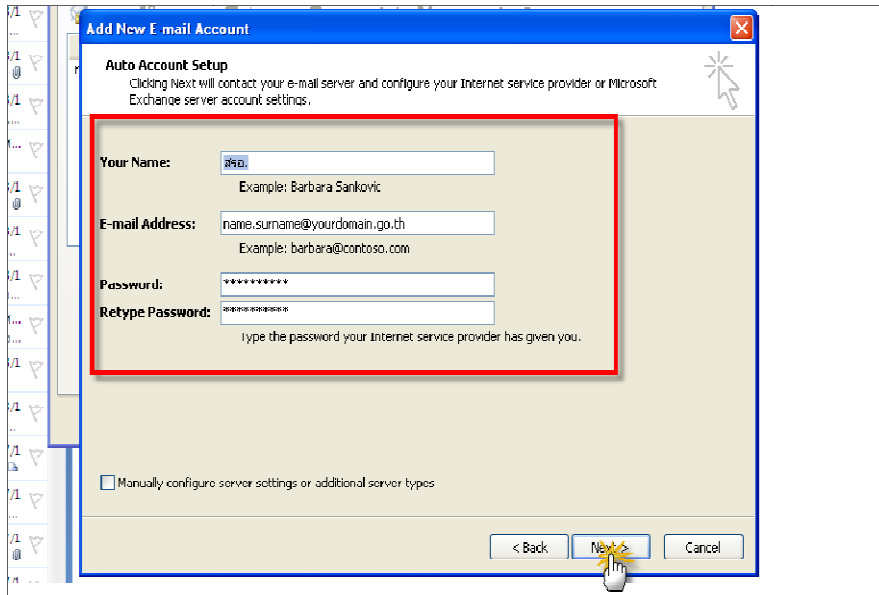 Add New E-mail Account
Auto Account Setup
Clicking Next will contact your e-mail server and configure your Internet service provider or Microsoft
Exchange server account settings.
Your Name: สรอ.
Example: Barbara Sankovic
E-mail Address: name.surname@yourdomain.go.th
Example: barbara@contoso.com
Password: **********
Retype Password: ***********
Type the password your Internet service provider has given you.
Manually configure server settings or additional server types
< Back Next > Cancel